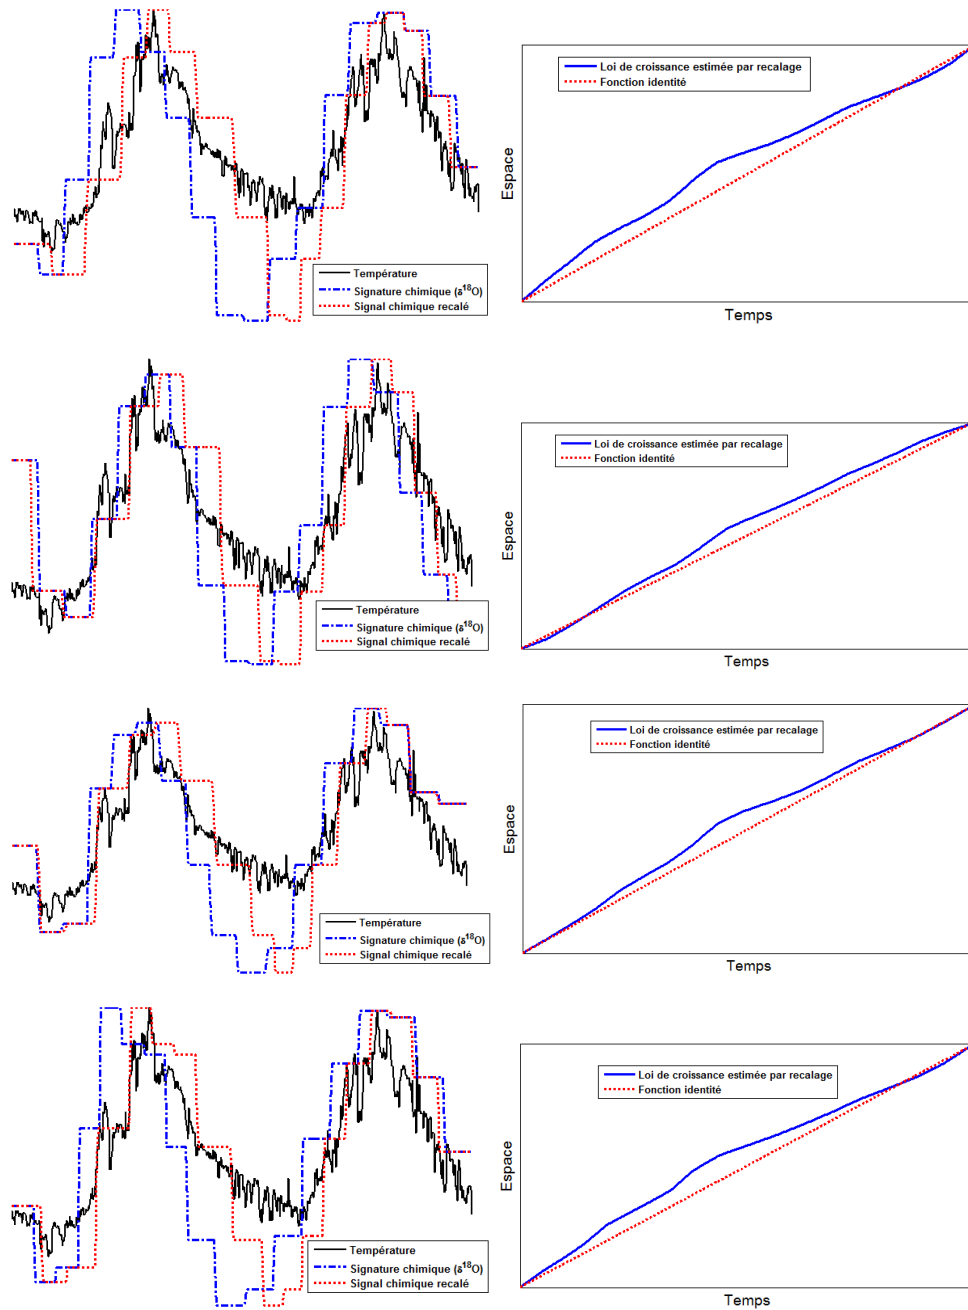 Température
Signature chimique (δ¹⁸O)
Signal chimique recalé
Loi de croissance estimée par recalage
Fonction identité
Espace
Temps
Température
Signature chimique (δ¹⁸O)
Signal chimique recalé
Loi de croissance estimée par recalage
Fonction identité
Espace
Temps
Température
Signature chimique (δ¹⁸O)
Signal chimique recalé
Loi de croissance estimée par recalage
Fonction identité
Espace
Temps
Température
Signature chimique (δ¹⁸O)
Signal chimique recalé
Loi de croissance estimée par recalage
Fonction identité
Espace
Temps